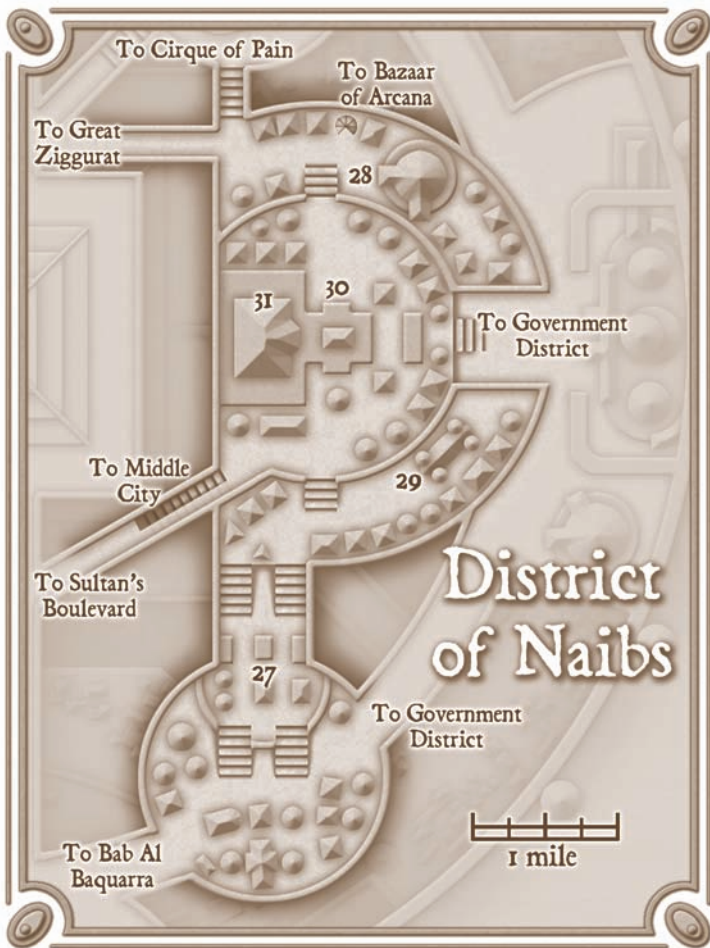 To Cirque of Pain
To Bazaar
of Arcana
To Great
Ziggurat
28
31
30
To Government
District
To Middle
City
29
To Sultan's
Boulevard
District
of Naibs
27
To Government
District
To Bab Al
Baquarra
1 mile